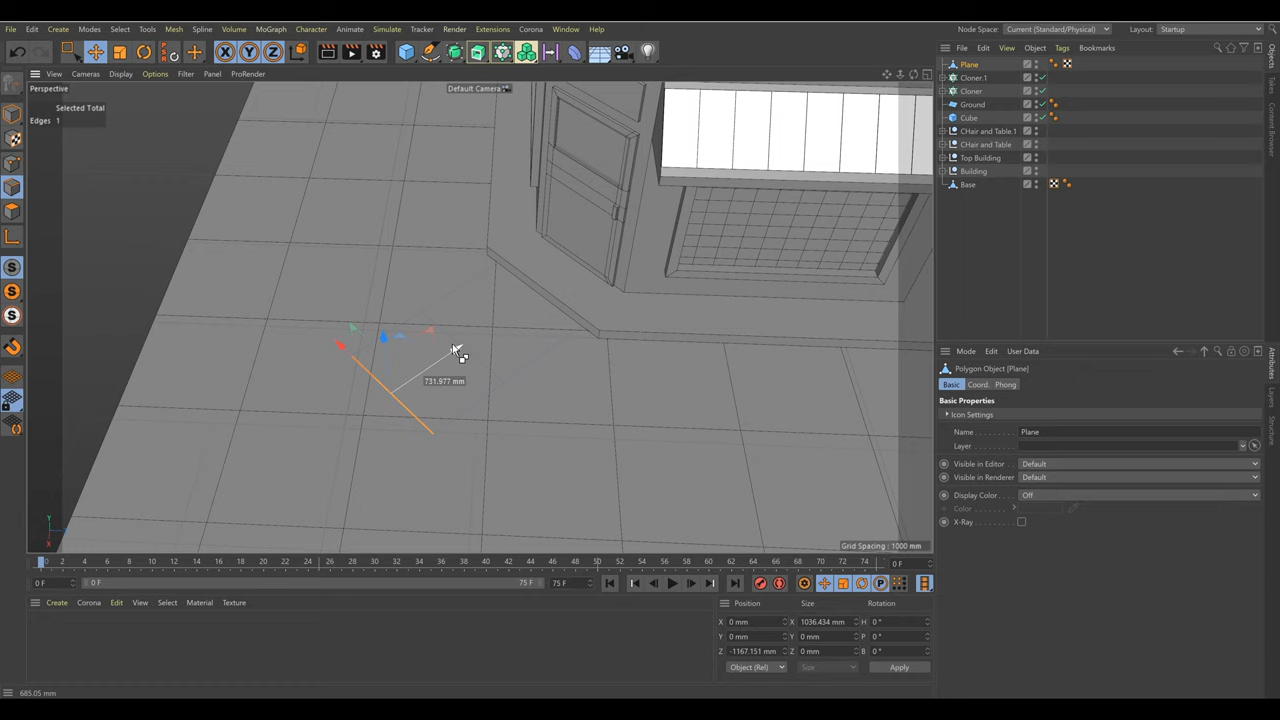 File Edit Create Modes Select Tools Mesh Spline Volume MoGraph Character Animate Simulate Tracker Render Extensions Corona Window Help
Node Space: Current (Standard/Physical) Layout: Startup
X Y Z PSR
File Edit View Object Tags Bookmarks
View Cameras Display Options Filter Panel ProRender
Perspective
Default Camera
Selected Total
Edges 1
Plane
Cloner.1
Cloner
Ground
Cube
CHair and Table.1
CHair and Table
Top Building
Building
Base
Objects
Takes
Content Browser
731.977 mm
Grid Spacing : 1000 mm
Mode Edit User Data
Polygon Object [Plane]
Basic Coord. Phong
Basic Properties
Icon Settings
Name Plane
Layer
Visible in Editor Default
Visible in Renderer Default
Display Color Off
Color
X-Ray
Attributes
Structure
0 2 4 6 8 10 12 14 16 18 20 22 24 26 28 30 32 34 36 38 40 42 44 46 48 50 52 54 56 58 60 62 64 66 68 70 72 74 0 F
0 F 0 F 75 F 75 F
Create Corona Edit View Select Material Texture
Position Size Rotation
X 0 mm X 1036.434 mm H 0 °
Y 0 mm Y 0 mm P 0 °
Z -1167.151 mm Z 0 mm B 0 °
Object (Rel) Size Apply
685.05 mm